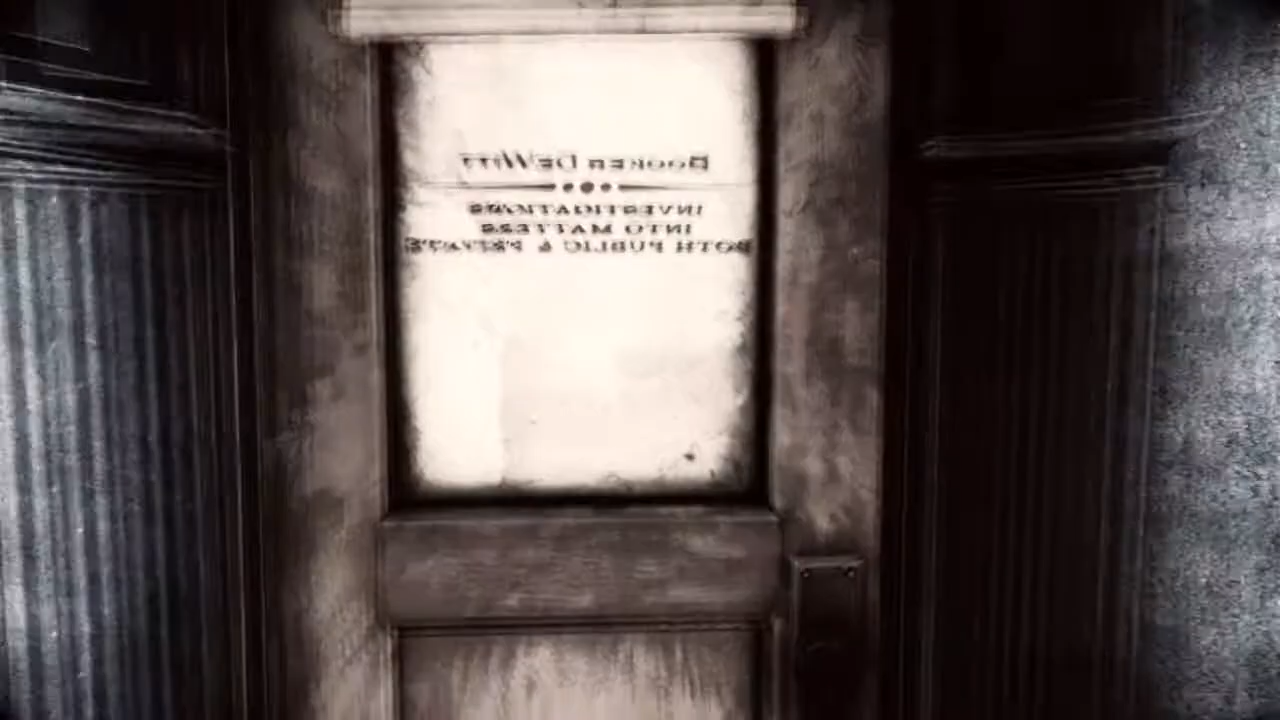 BOOKER DEWITT
INVESTIGATIONS
INTO MATTERS
BOTH PUBLIC & PRIVATE